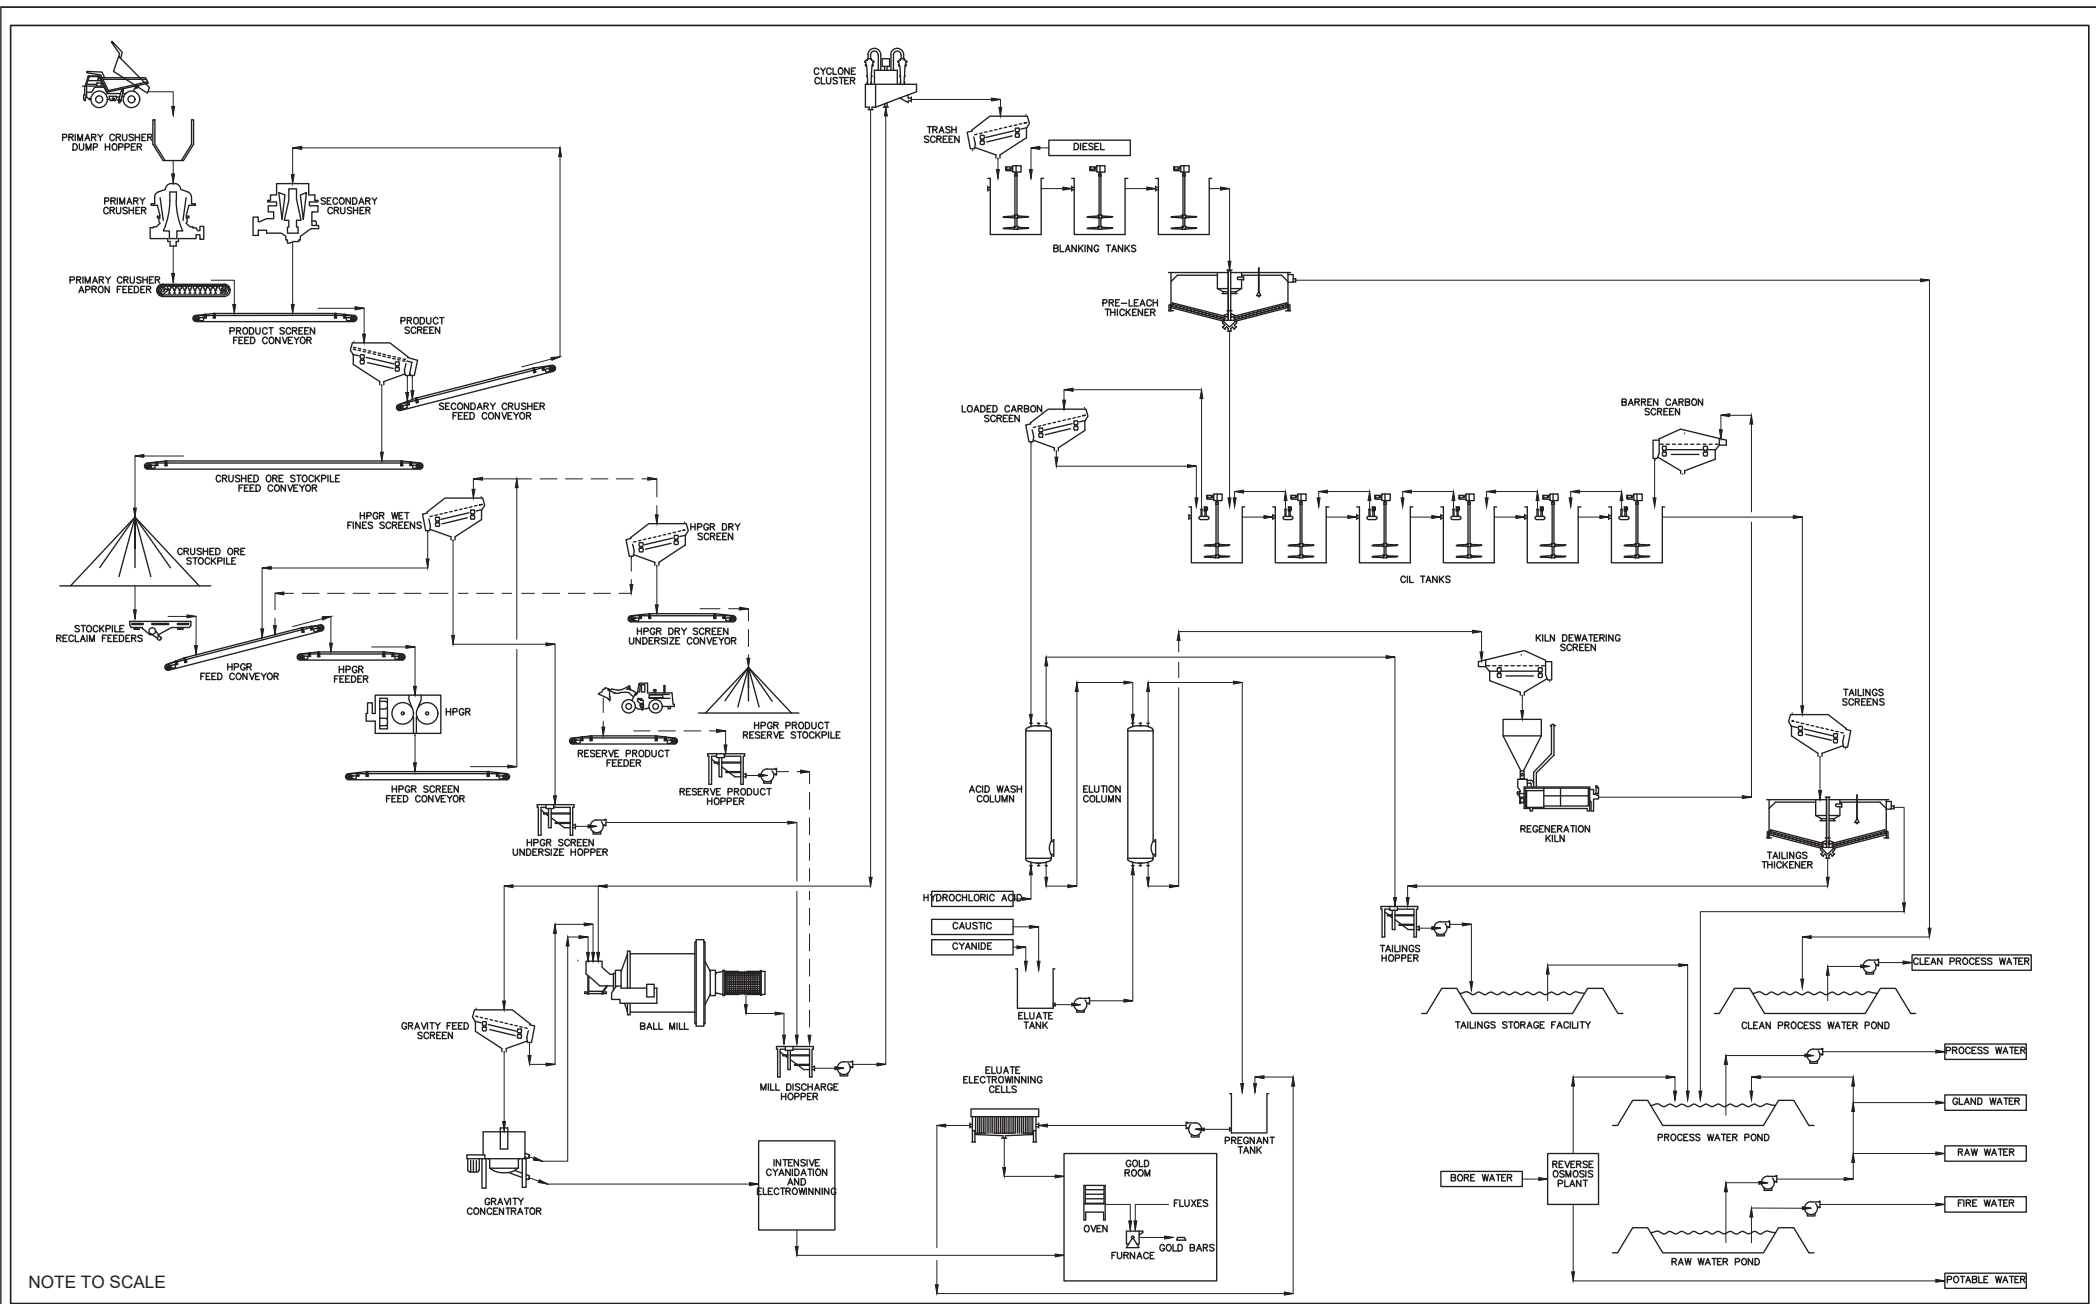 CYCLONE
CLUSTER
PRIMARY CRUSHER
DUMP HOPPER
TRASH
SCREEN
DIESEL
PRIMARY
CRUSHER
SECONDARY
CRUSHER
BLANKING TANKS
PRIMARY CRUSHER
APRON FEEDER
PRE-LEACH
THICKENER
PRODUCT SCREEN
FEED CONVEYOR
PRODUCT
SCREEN
SECONDARY CRUSHER
FEED CONVEYOR
LOADED CARBON
SCREEN
BARREN CARBON
SCREEN
CRUSHED ORE STOCKPILE
FEED CONVEYOR
HPGR WET
FINES SCREENS
HPGR DRY
SCREEN
CRUSHED ORE
STOCKPILE
CIL TANKS
STOCKPILE
RECLAIM FEEDERS
HPGR DRY SCREEN
UNDERSIZE CONVEYOR
HPGR
FEED CONVEYOR
HPGR
FEEDER
KILN DEWATERING
SCREEN
TAILINGS
SCREENS
HPGR
HPGR PRODUCT
RESERVE STOCKPILE
RESERVE PRODUCT
FEEDER
HPGR SCREEN
FEED CONVEYOR
RESERVE PRODUCT
HOPPER
ACID WASH
COLUMN
ELUTION
COLUMN
REGENERATION
KILN
HPGR SCREEN
UNDERSIZE HOPPER
TAILINGS
THICKENER
HYDROCHLORIC ACID
CAUSTIC
CYANIDE
TAILINGS
HOPPER
CLEAN PROCESS WATER
ELUATE
TANK
TAILINGS STORAGE FACILITY
CLEAN PROCESS WATER POND
GRAVITY FEED
SCREEN
BALL MILL
MILL DISCHARGE
HOPPER
ELUATE
ELECTROWINNING
CELLS
PROCESS WATER
GLAND WATER
PREGNANT
TANK
PROCESS WATER POND
RAW WATER
INTENSIVE
CYANIDATION
AND
ELECTROWINNING
GOLD
ROOM
BORE WATER
REVERSE
OSMOSIS
PLANT
GRAVITY
CONCENTRATOR
OVEN
FLUXES
FIRE WATER
FURNACE
GOLD BARS
RAW WATER POND
POTABLE WATER
NOTE TO SCALE